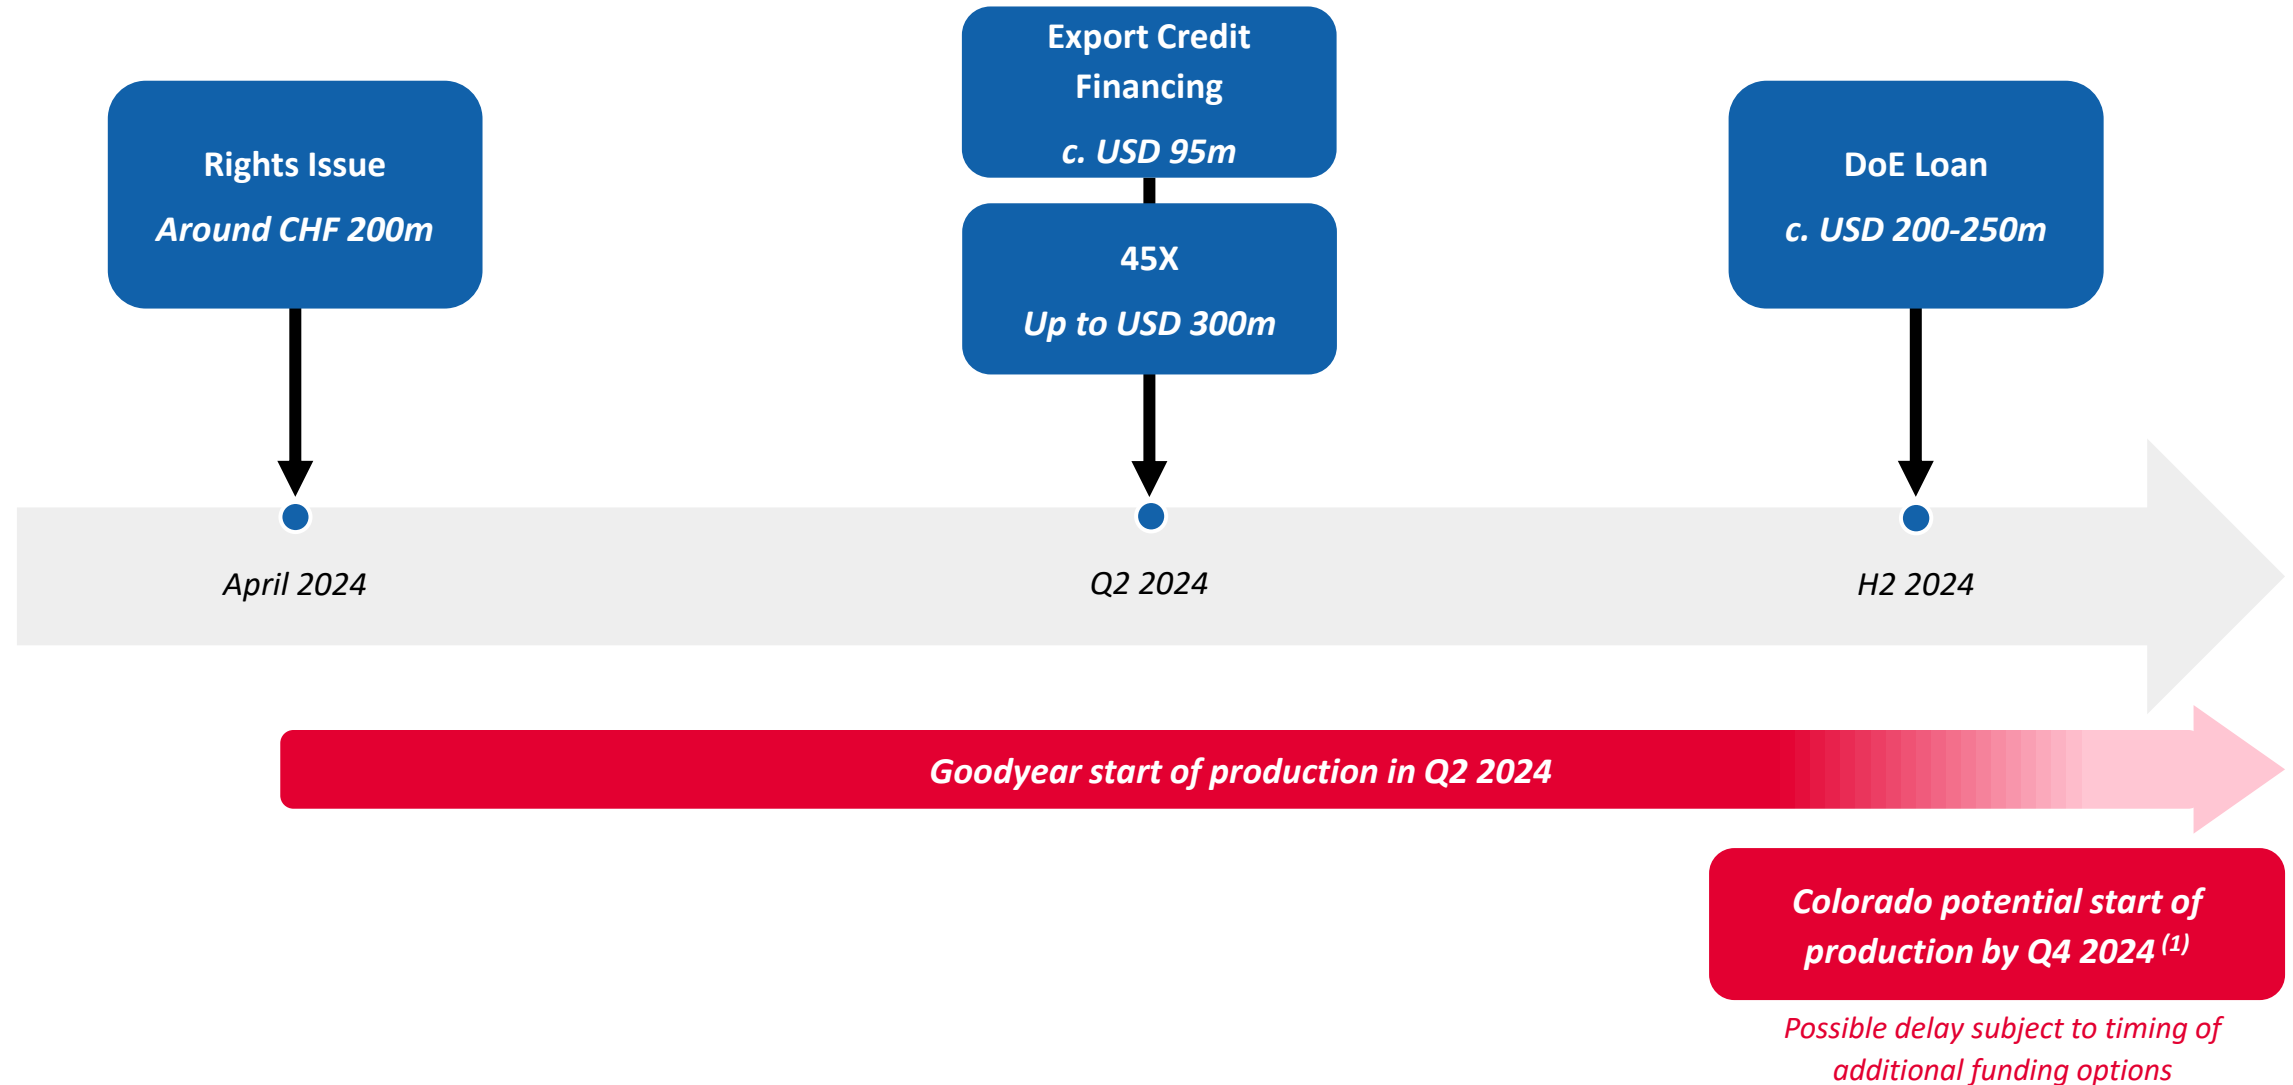 Rights Issue
Around CHF 200m
Export Credit
Financing
c. USD 95m
45X
Up to USD 300m
DoE Loan
c. USD 200-250m
April 2024
Q2 2024
H2 2024
Goodyear start of production in Q2 2024
Colorado potential start of
production by Q4 2024 (1)
Possible delay subject to timing of
additional funding options